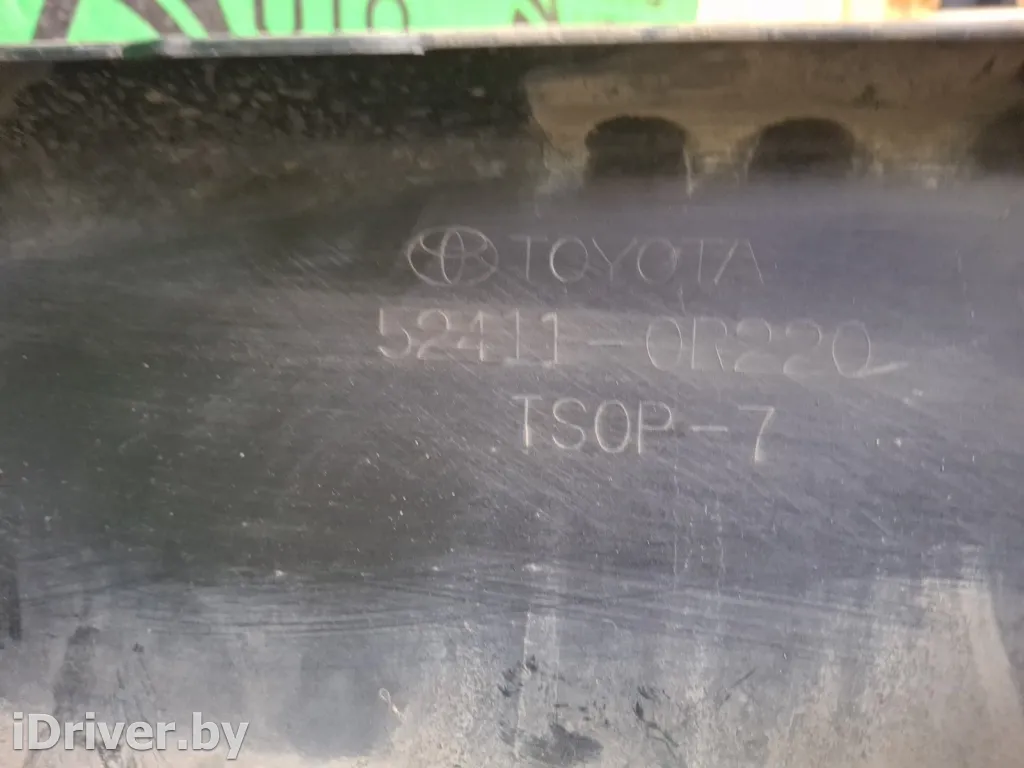 TOYOTA
52411-0R220
TSOP-7
iDriver.by